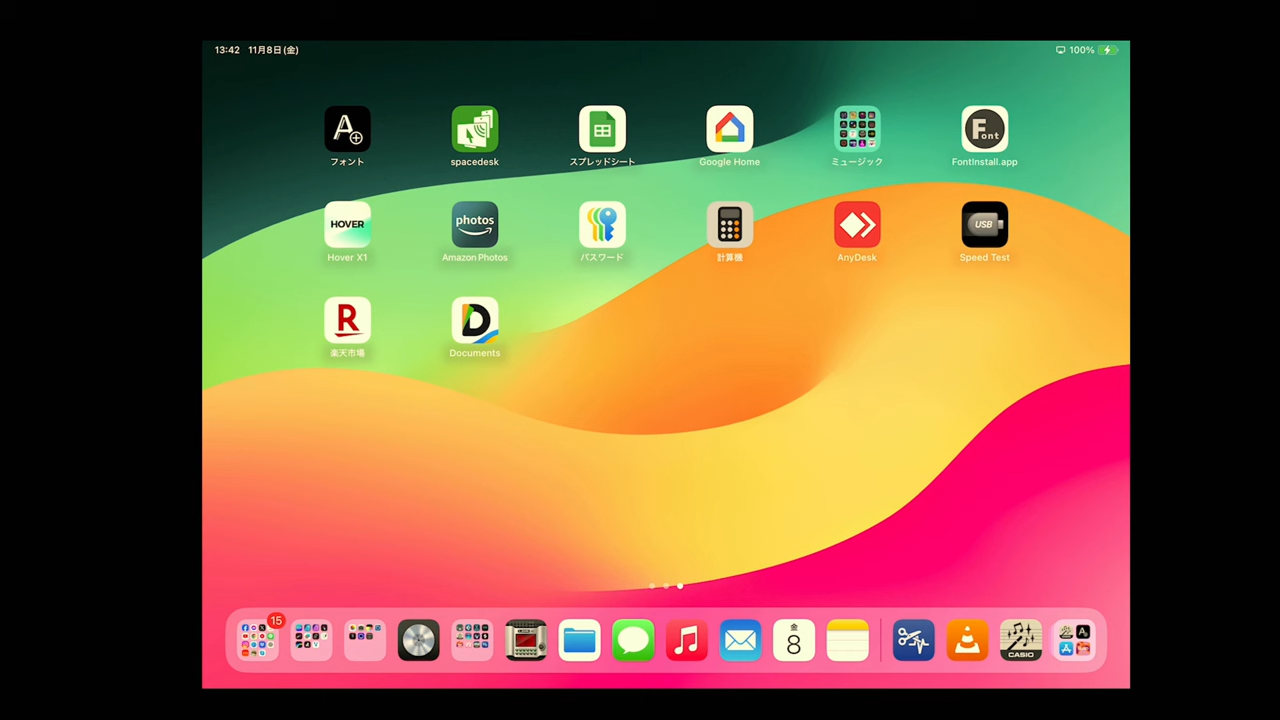 13:42 11月8日(金)
100%
フォント
spacedesk
スプレッドシート
Google Home
ミュージック
Font
FontInstall.app
HOVER
Hover X1
photos
Amazon Photos
パスワード
計算機
AnyDesk
USB
Speed Test
R
楽天市場
D
Documents
15
金
8
CASIO